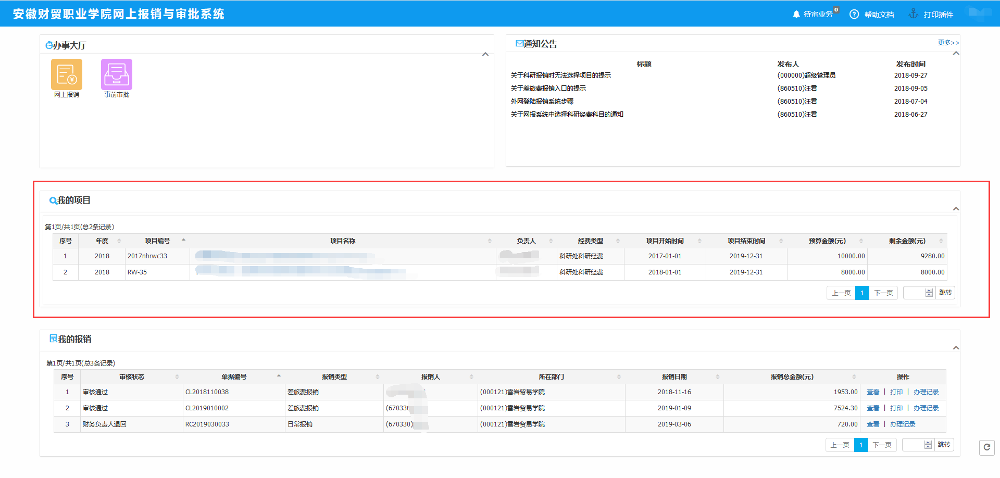 安徽财贸职业学院网上报销与审批系统
待审业务 0 帮助文档 打印插件
办事大厅
网上报销 事前审批
通知公告 更多>>
标题 发布人 发布时间
关于科研报销时无法选择项目的提示 (000000)超级管理员 2018-09-27
关于差旅费报销入口的提示 (860510)汪君 2018-09-05
外网登陆报销系统步骤 (860510)汪君 2018-07-04
关于网报系统中选择科研经费科目的通知 (860510)汪君 2018-06-27
我的项目
第1页/共1页(总2条记录)
序号 年度 项目编号 项目名称 负责人 经费类型 项目开始时间 项目结束时间 预算金额(元) 剩余金额(元)
1 2018 2017nhrwc33 科研处科研经费 2017-01-01 2019-12-31 10000.00 9280.00
2 2018 RW-35 科研处科研经费 2018-01-01 2019-12-31 8000.00 8000.00
上一页 1 下一页 跳转
我的报销
第1页/共1页(总3条记录)
序号 审核状态 单据编号 报销类型 报销人 所在部门 报销日期 报销总金额(元) 操作
1 审核通过 CL2018110038 差旅费报销 (000121)雪岩贸易学院 2018-11-16 1953.00 查看 | 打印 | 办理记录
2 审核通过 CL2019010002 差旅费报销 (670330 (000121)雪岩贸易学院 2019-01-09 7524.30 查看 | 打印 | 办理记录
3 财务负责人退回 RC2019030033 日常报销 (670330) (000121)雪岩贸易学院 2019-03-06 720.00 查看 | 办理记录
上一页 1 下一页 跳转